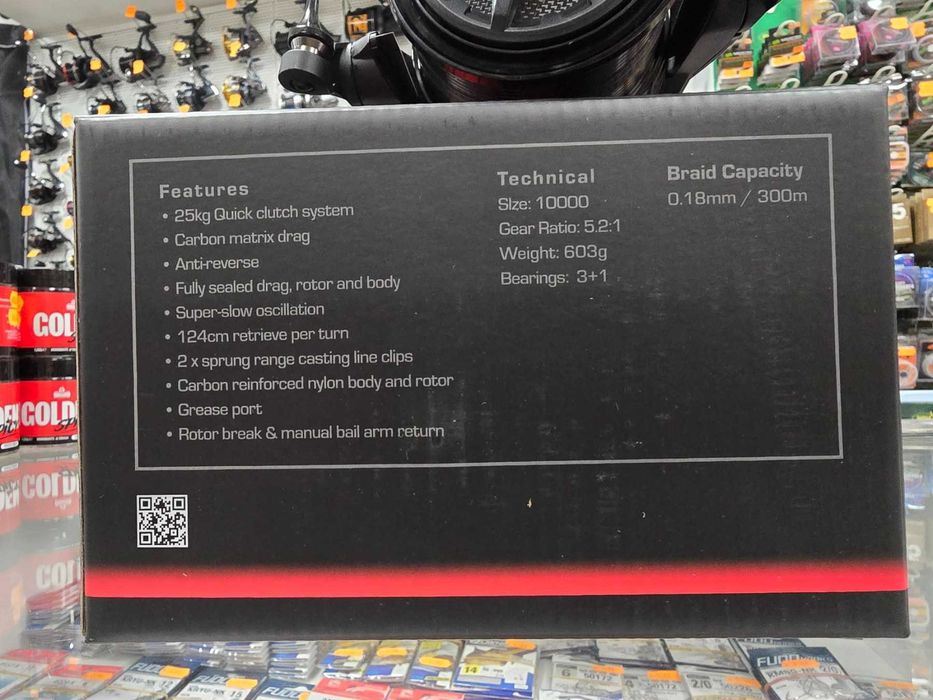 Features
• 25kg Quick clutch system
• Carbon matrix drag
• Anti-reverse
• Fully sealed drag, rotor and body
• Super-slow oscillation
• 124cm retrieve per turn
• 2 x sprung range casting line clips
• Carbon reinforced nylon body and rotor
• Grease port
• Rotor break & manual bail arm return
Technical
SIze: 10000
Gear Ratio: 5.2:1
Weight: 603g
Bearings: 3+1
Braid Capacity
0.18mm / 300m
GOL
GOLD